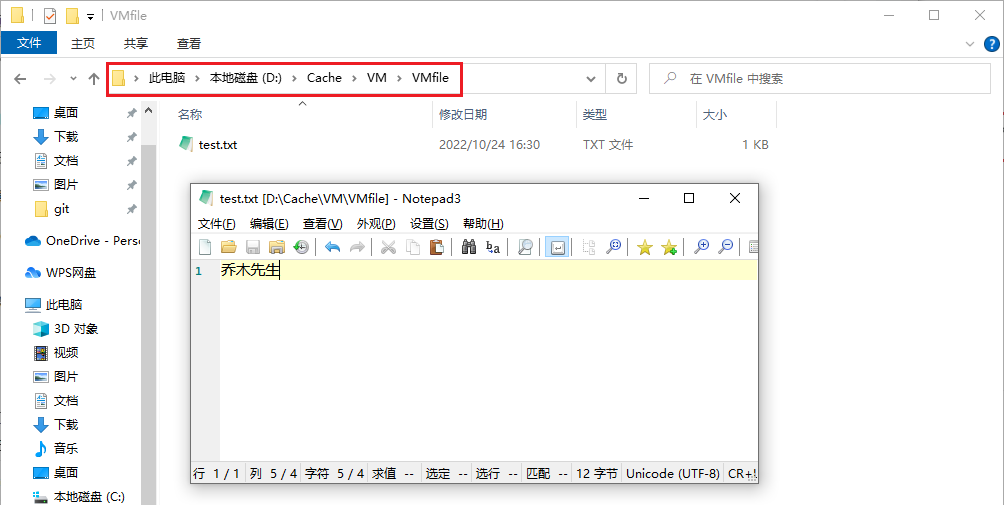 VMfile
文件 主页 共享 查看
此电脑 本地磁盘 (D:) Cache VM VMfile
在 VMfile 中搜索
名称 修改日期 类型 大小
test.txt 2022/10/24 16:30 TXT 文件 1 KB
桌面
下载
文档
图片
git
OneDrive - Perso
WPS网盘
此电脑
3D 对象
视频
图片
文档
下载
音乐
桌面
本地磁盘 (C:)
test.txt [D:\Cache\VM\VMfile] - Notepad3
文件(F) 编辑(E) 查看(V) 外观(P) 设置(S) 帮助(H)
1 乔木先生
行 1 / 1 列 5 / 4 字符 5 / 4 求值 -- 选定 -- 选行 -- 匹配 -- 12 字节 Unicode (UTF-8) CR+